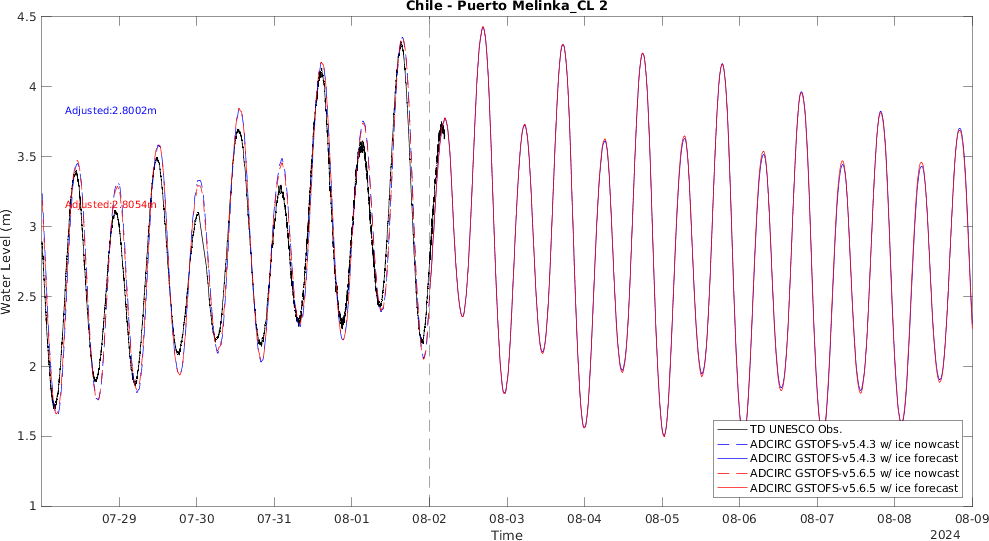 Chile - Puerto Melinka_CL 2
4.5
4
3.5
3
2.5
2
1.5
1
Water Level (m)
Adjusted:2.8002m
Adjusted:2.8054m
TD UNESCO Obs.
ADCIRC GSTOFS-v5.4.3 w/ ice nowcast
ADCIRC GSTOFS-v5.4.3 w/ ice forecast
ADCIRC GSTOFS-v5.6.5 w/ ice nowcast
ADCIRC GSTOFS-v5.6.5 w/ ice forecast
07-29 07-30 07-31 08-01 08-02 08-03 08-04 08-05 08-06 08-07 08-08 08-09
Time
2024